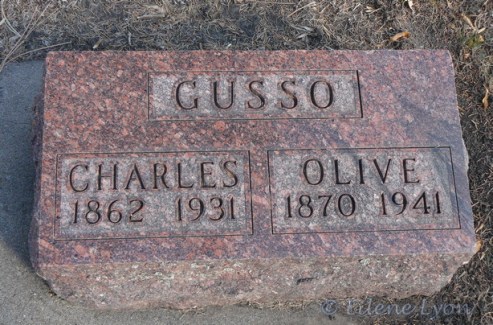 GUSSO
CHARLES
1862 1931
OLIVE
1870 1941
© Eilene Lyon